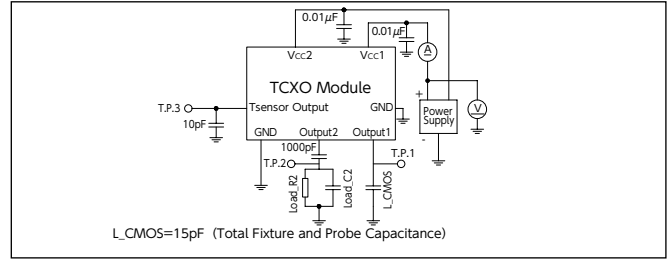 0.01μF
0.01μF
A
Vcc2
Vcc1
TCXO Module
T.P.3
Tsensor Output
GND
+
Power
Supply
V
10pF
GND
Output2
Output1
-
1000pF
T.P.2
T.P.1
Load_R2
Load_C2
L_CMOS
L_CMOS=15pF (Total Fixture and Probe Capacitance)